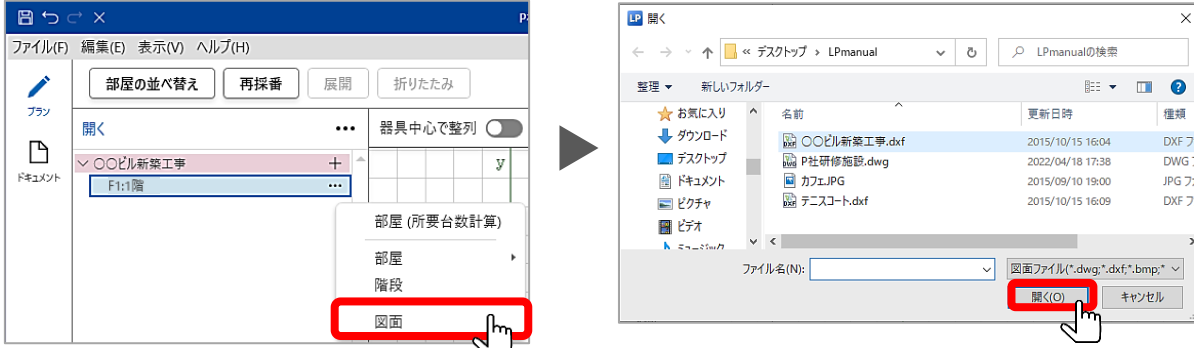 P
ファイル(F) 編集(E) 表示(V) ヘルプ(H)
プラン
ドキュメント
部屋の並べ替え 再採番 展開 折りたたみ
開く ••• 器具中心で整列
〇〇ビル新築工事 +
F1:1階 •••
y
部屋 (所要台数計算)
部屋
階段
図面
LP 開く
« デスクトップ › LPmanual
LPmanualの検索
整理 新しいフォルダー
お気に入り
ダウンロード
デスクトップ
ドキュメント
ピクチャ
ビデオ
ミュージック
名前 更新日時 種類
〇〇ビル新築工事.dxf 2015/10/15 16:04 DXF フ
P社研修施設.dwg 2022/04/18 17:38 DWG フ
カフェJPG 2015/09/10 19:00 JPG フ
テニスコート.dxf 2015/10/15 16:09 DXF フ
ファイル名(N):
図面ファイル(*.dwg;*.dxf;*.bmp;*
開く(O) キャンセル